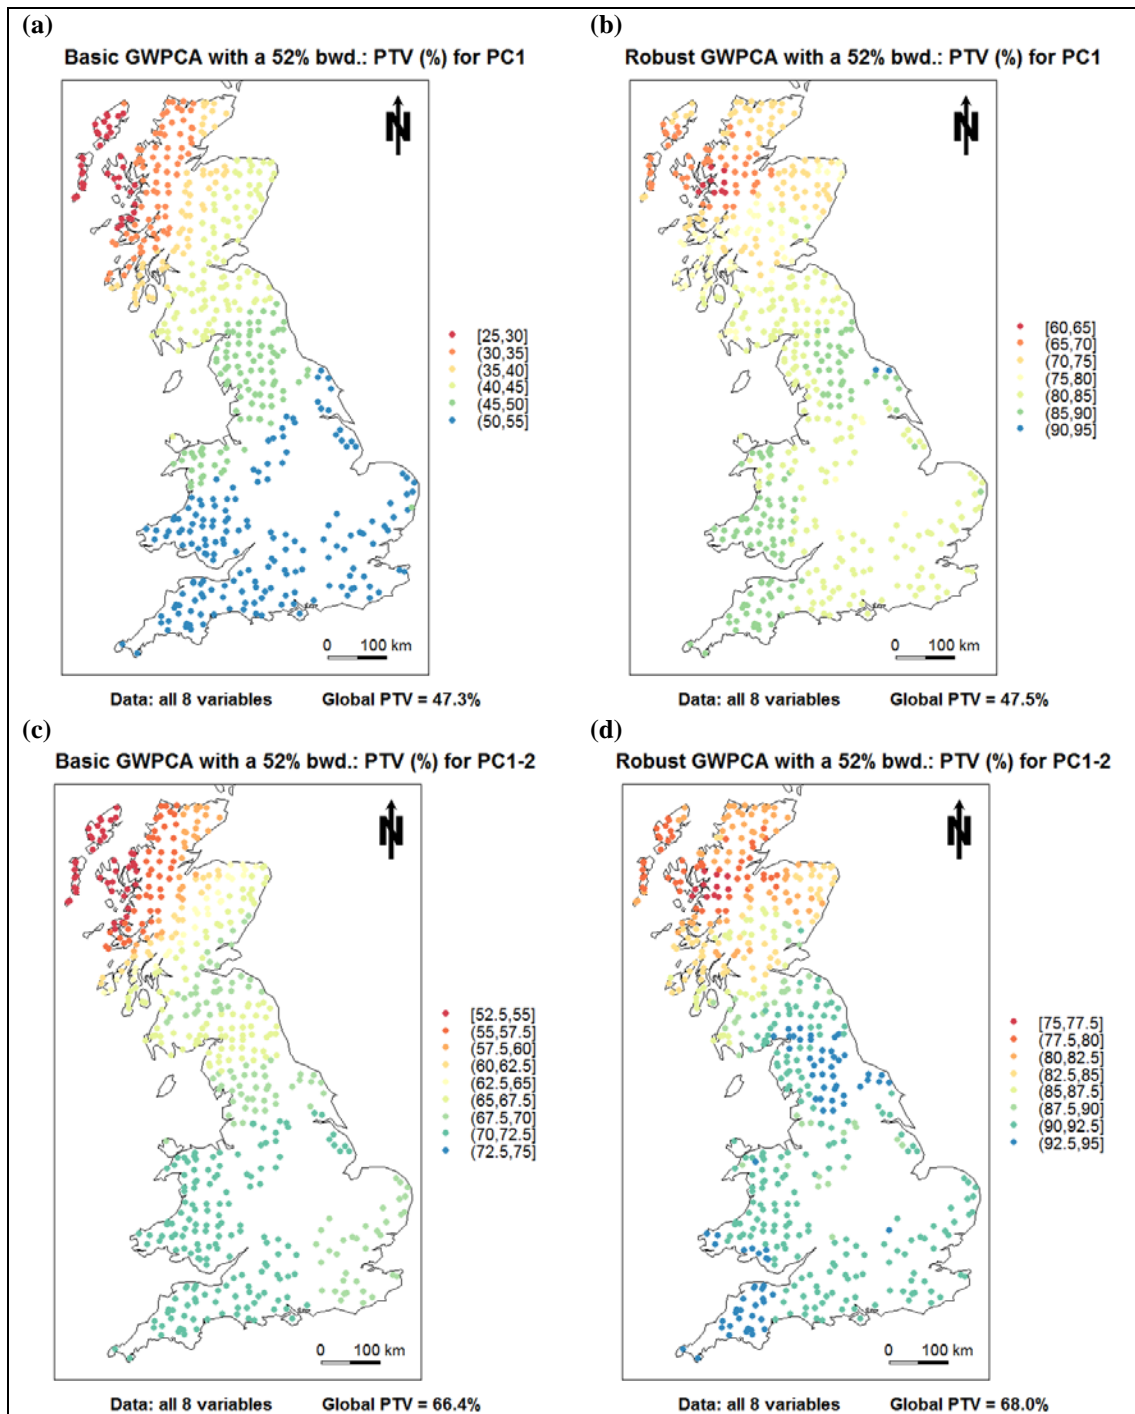 (a)
Basic GWPCA with a 52% bwd.: PTV (%) for PC1
N
[25,30]
(30,35]
(35,40]
(40,45]
(45,50]
(50,55]
0 100 km
Data: all 8 variables Global PTV = 47.3%
(b)
Robust GWPCA with a 52% bwd.: PTV (%) for PC1
N
[60,65]
(65,70]
(70,75]
(75,80]
(80,85]
(85,90]
(90,95]
0 100 km
Data: all 8 variables Global PTV = 47.5%
(c)
Basic GWPCA with a 52% bwd.: PTV (%) for PC1-2
N
[52.5,55]
(55,57.5]
(57.5,60]
(60,62.5]
(62.5,65]
(65,67.5]
(67.5,70]
(70,72.5]
(72.5,75]
0 100 km
Data: all 8 variables Global PTV = 66.4%
(d)
Robust GWPCA with a 52% bwd.: PTV (%) for PC1-2
N
[75,77.5]
(77.5,80]
(80,82.5]
(82.5,85]
(85,87.5]
(87.5,90]
(90,92.5]
(92.5,95]
0 100 km
Data: all 8 variables Global PTV = 68.0%